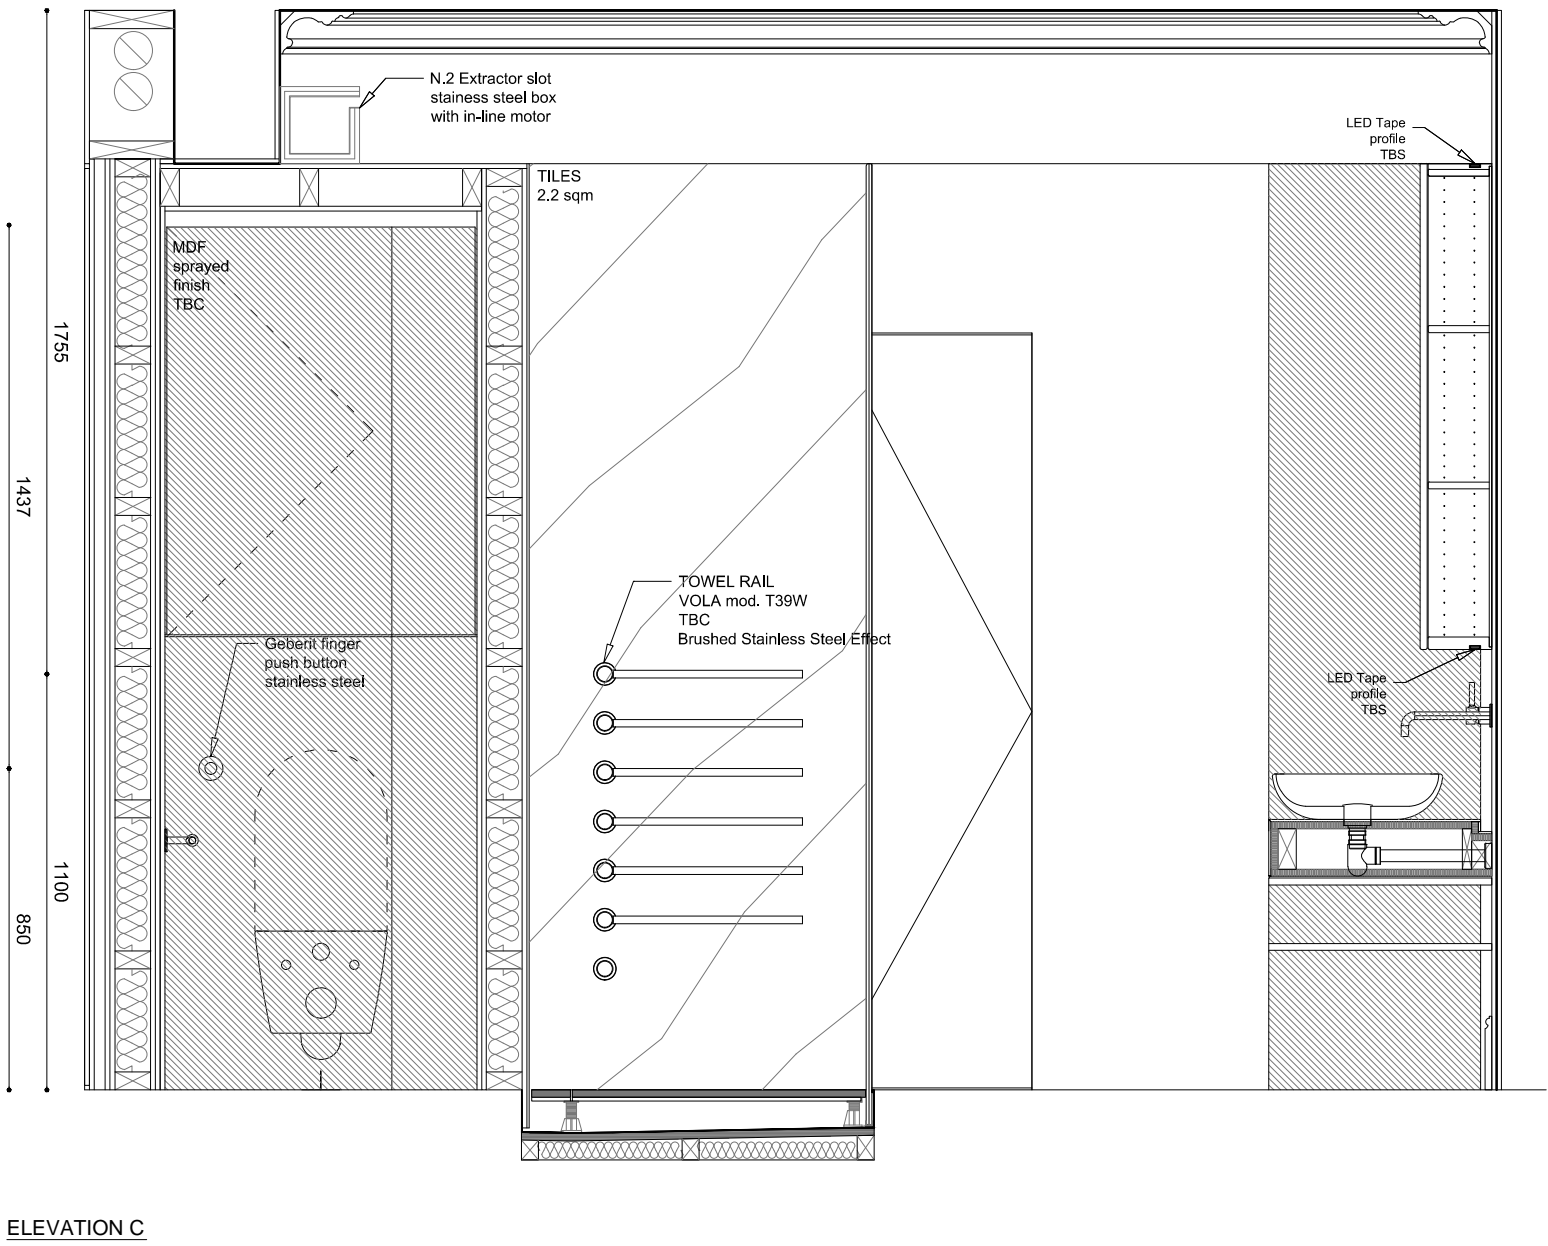 N.2 Extractor slot
stainess steel box
with in-line motor
LED Tape
profile
TBS
TILES
2.2 sqm
MDF
sprayed
finish
TBC
1755
1437
TOWEL RAIL
VOLA mod. T39W
TBC
Brushed Stainless Steel Effect
Geberit finger
push button
stainless steel
LED Tape
profile
TBS
1100
850
ELEVATION C